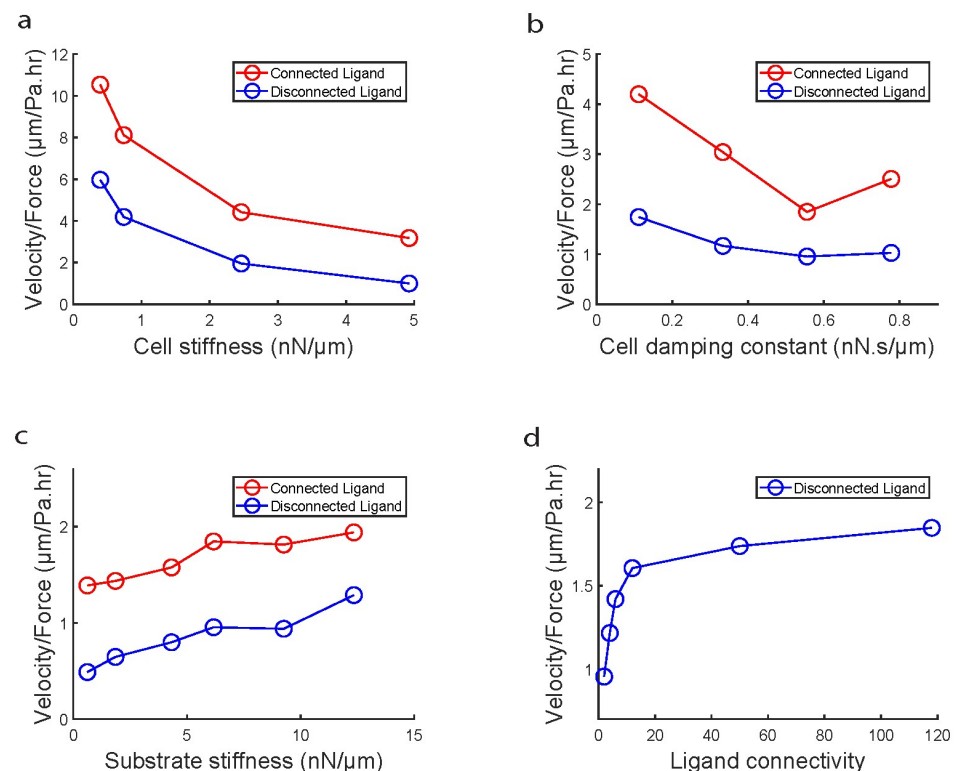 a
Velocity/Force (µm/Pa.hr)
12
10
8
6
4
2
0
Connected Ligand
Disconnected Ligand
0 1 2 3 4 5
Cell stiffness (nN/µm)
b
Velocity/Force (µm/Pa.hr)
5
4
3
2
1
0
Connected Ligand
Disconnected Ligand
0 0.2 0.4 0.6 0.8
Cell damping constant (nN.s/µm)
c
Velocity/Force (µm/Pa.hr)
2
1
0
Connected Ligand
Disconnected Ligand
0 5 10 15
Substrate stiffness (nN/µm)
d
Velocity/Force (µm/Pa.hr)
2
1.5
1
Disconnected Ligand
0 20 40 60 80 100 120
Ligand connectivity